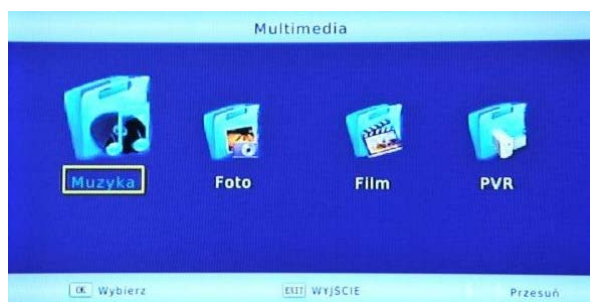 Multimedia
Muzyka Foto Film PVR
OK Wybierz EXIT WYJŚCIE Przesuń